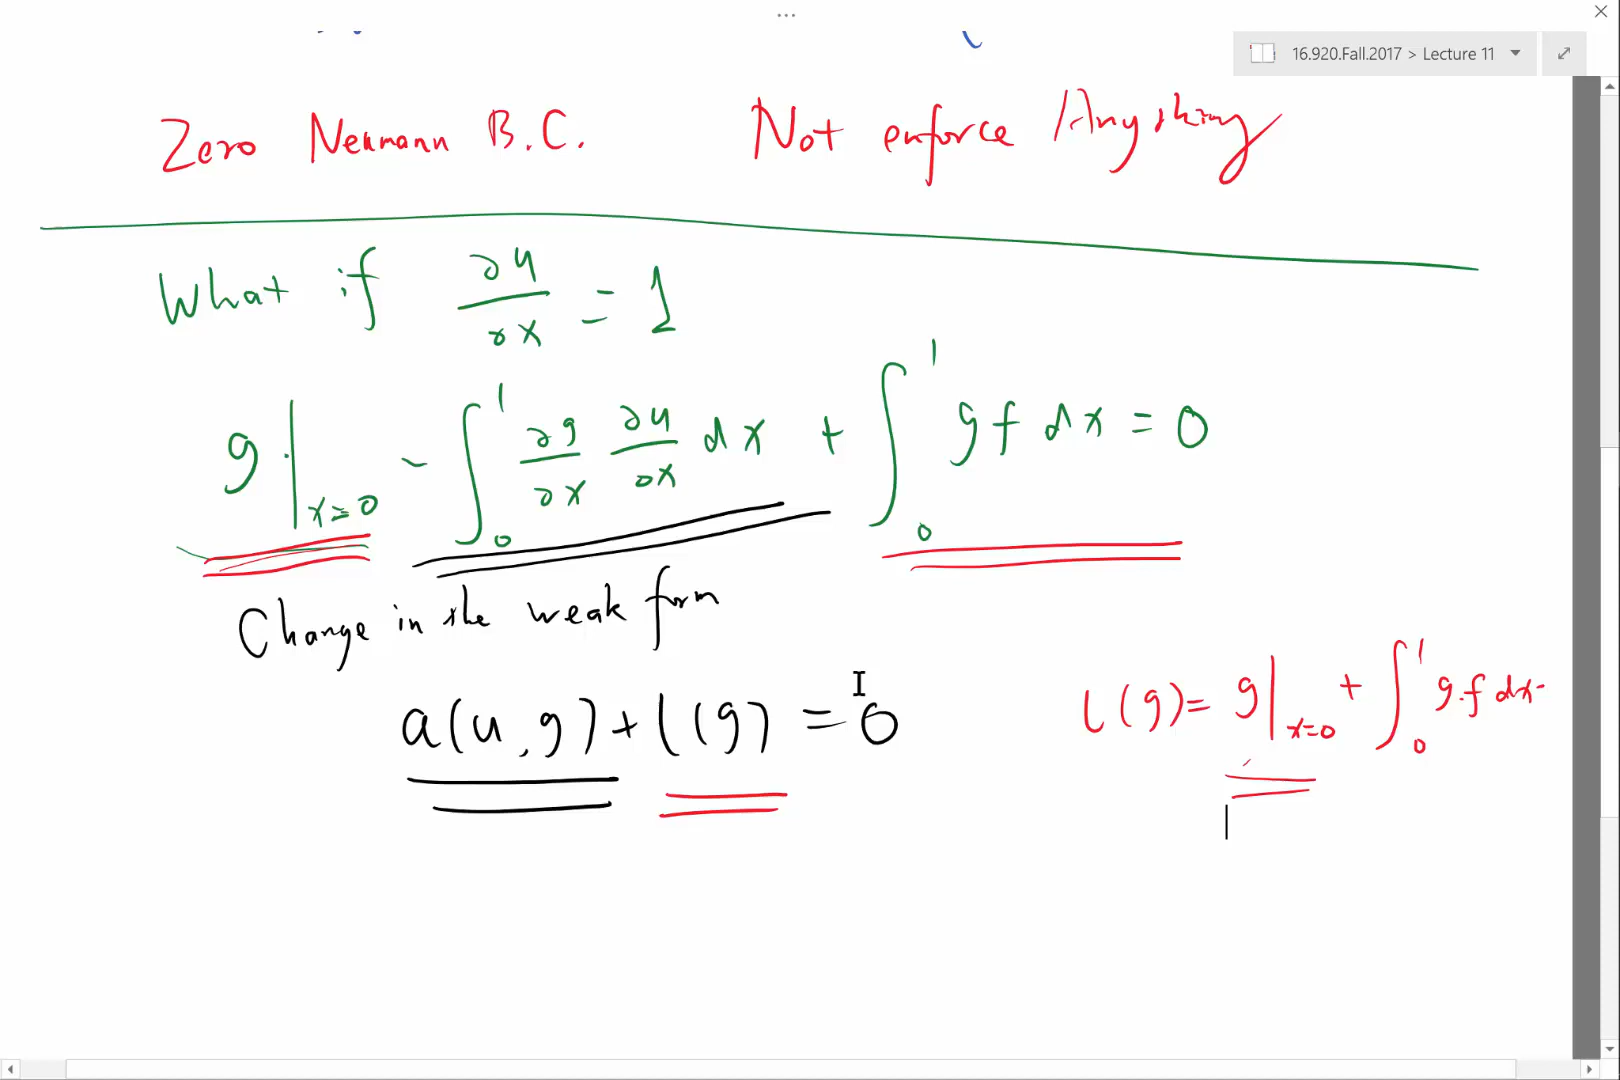 16.920.Fall.2017 > Lecture 11
Zero Neumann B.C. Not enforce Anything
What if ∂u/∂x = 1
g|x=0 - ∫₀¹ ∂g/∂x ∂u/∂x dx + ∫₀¹ g f dx = 0
Change in the weak form
a(u,g) + l(g) = 0
l(g) = g|x=0 + ∫₀¹ g·f dx